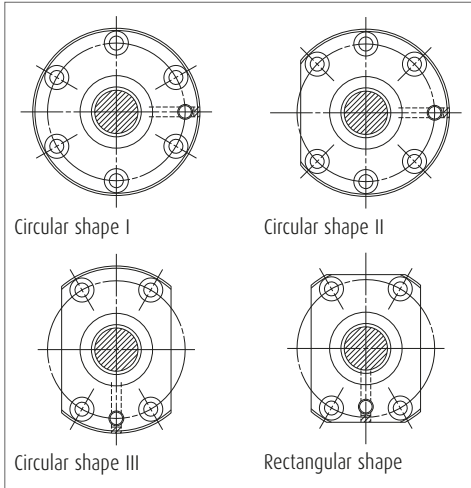 Circular shape I
Circular shape II
Circular shape III
Rectangular shape